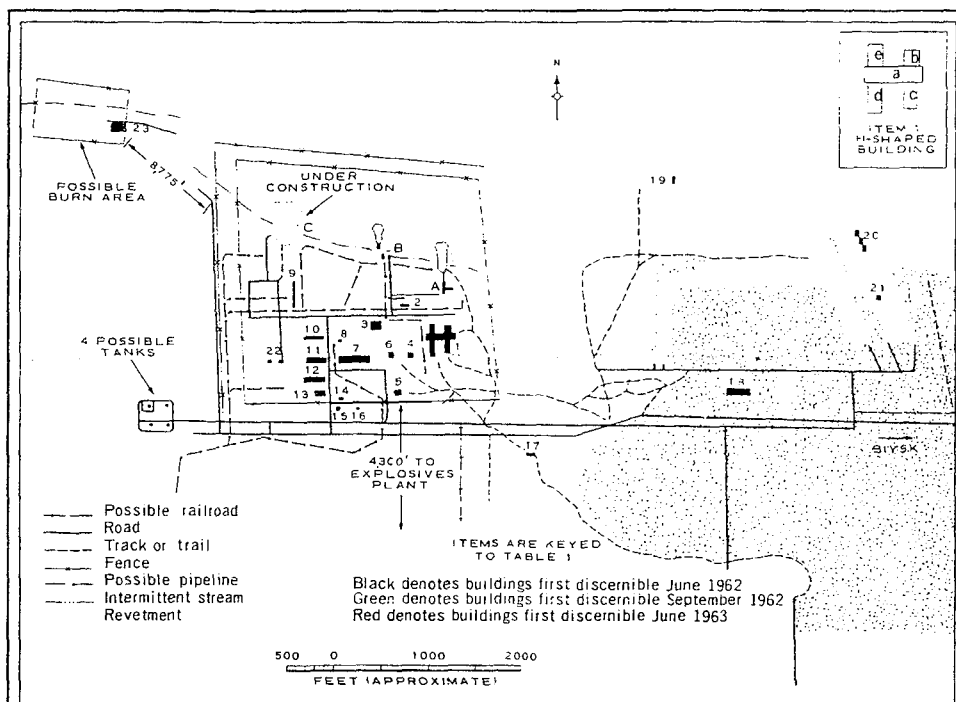 N
e b
a
d c
ITEM 1
H-SHAPED
BUILDING
23
8,775'
POSSIBLE
BURN AREA
UNDER
CONSTRUCTION
19
20
C
B
9
A
21
2
4 POSSIBLE
TANKS
3
10
8
22
11
7
6
4
1
12
13
14
5
18
15
16
BIYSK
17
4300' TO
EXPLOSIVES
PLANT
Possible railroad
Road
Track or trail
Fence
Possible pipeline
Intermittent stream
Revetment
ITEMS ARE KEYED
TO TABLE 1
Black denotes buildings first discernible June 1962
Green denotes buildings first discernible September 1962
Red denotes buildings first discernible June 1963
500 0 1000 2000
FEET (APPROXIMATE)